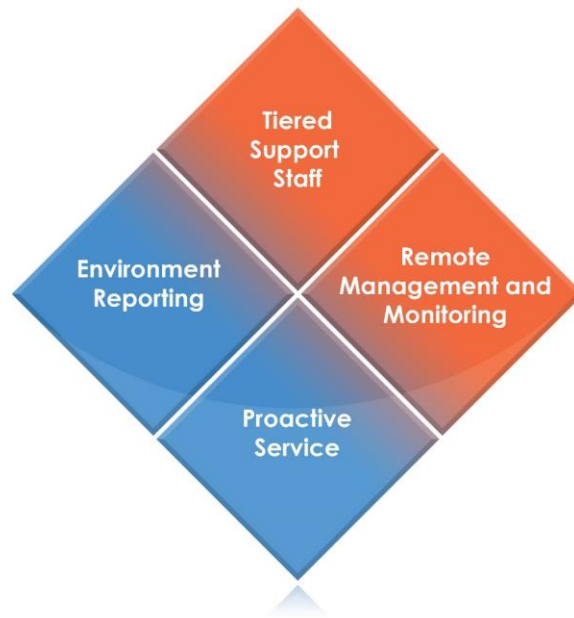 Tiered
Support
Staff
Environment
Reporting
Remote
Management and
Monitoring
Proactive
Service